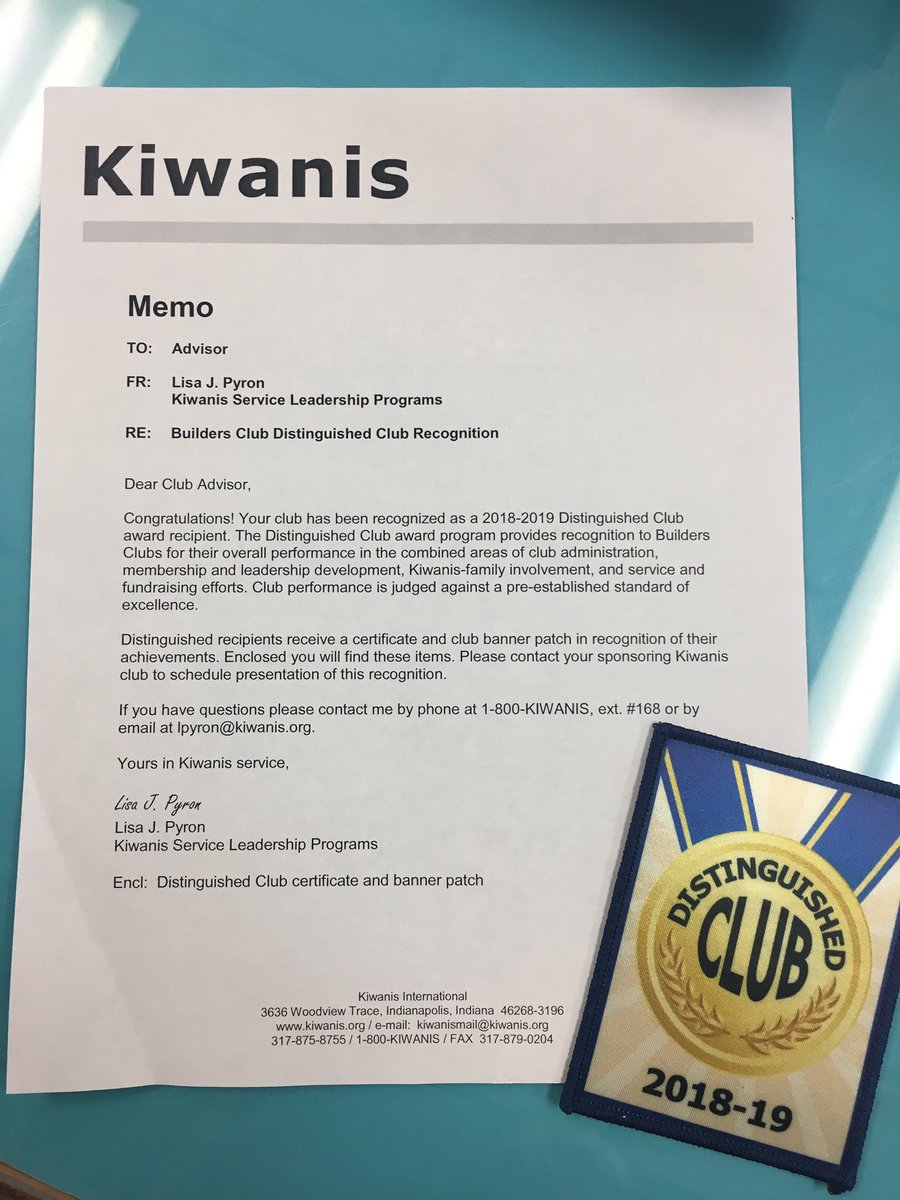 Kiwanis
Memo
TO: Advisor
FR: Lisa J. Pyron
Kiwanis Service Leadership Programs
RE: Builders Club Distinguished Club Recognition
Dear Club Advisor,
Congratulations! Your club has been recognized as a 2018-2019 Distinguished Club
award recipient. The Distinguished Club award program provides recognition to Builders
Clubs for their overall performance in the combined areas of club administration,
membership and leadership development, Kiwanis-family involvement, and service and
fundraising efforts. Club performance is judged against a pre-established standard of
excellence.
Distinguished recipients receive a certificate and club banner patch in recognition of their
achievements. Enclosed you will find these items. Please contact your sponsoring Kiwanis
club to schedule presentation of this recognition.
If you have questions please contact me by phone at 1-800-KIWANIS, ext. #168 or by
email at lpyron@kiwanis.org.
Yours in Kiwanis service,
Lisa J. Pyron
Lisa J. Pyron
Kiwanis Service Leadership Programs
Encl: Distinguished Club certificate and banner patch
Kiwanis International
3636 Woodview Trace, Indianapolis, Indiana 46268-3196
www.kiwanis.org / e-mail: kiwanismail@kiwanis.org
317-875-8755 / 1-800-KIWANIS / FAX 317-879-0204
DISTINGUISHED
CLUB
2018-19